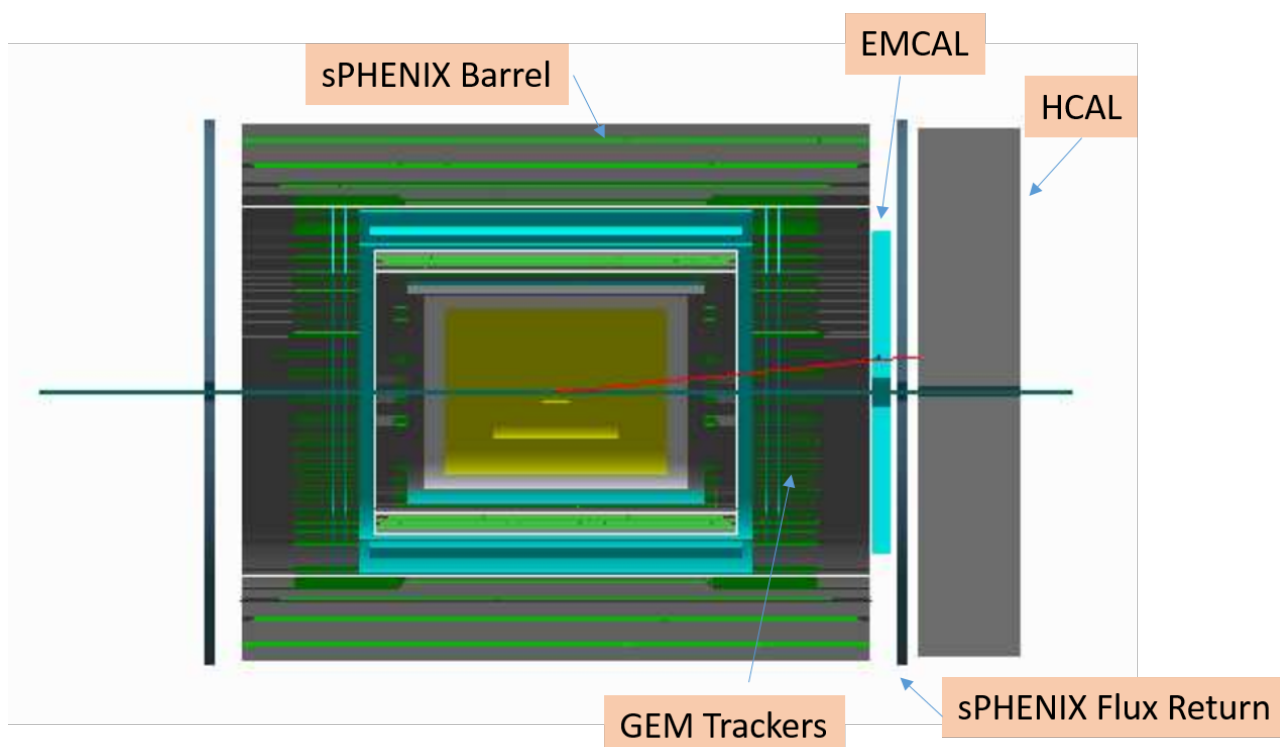 EMCAL
sPHENIX Barrel
HCAL
GEM Trackers
sPHENIX Flux Return